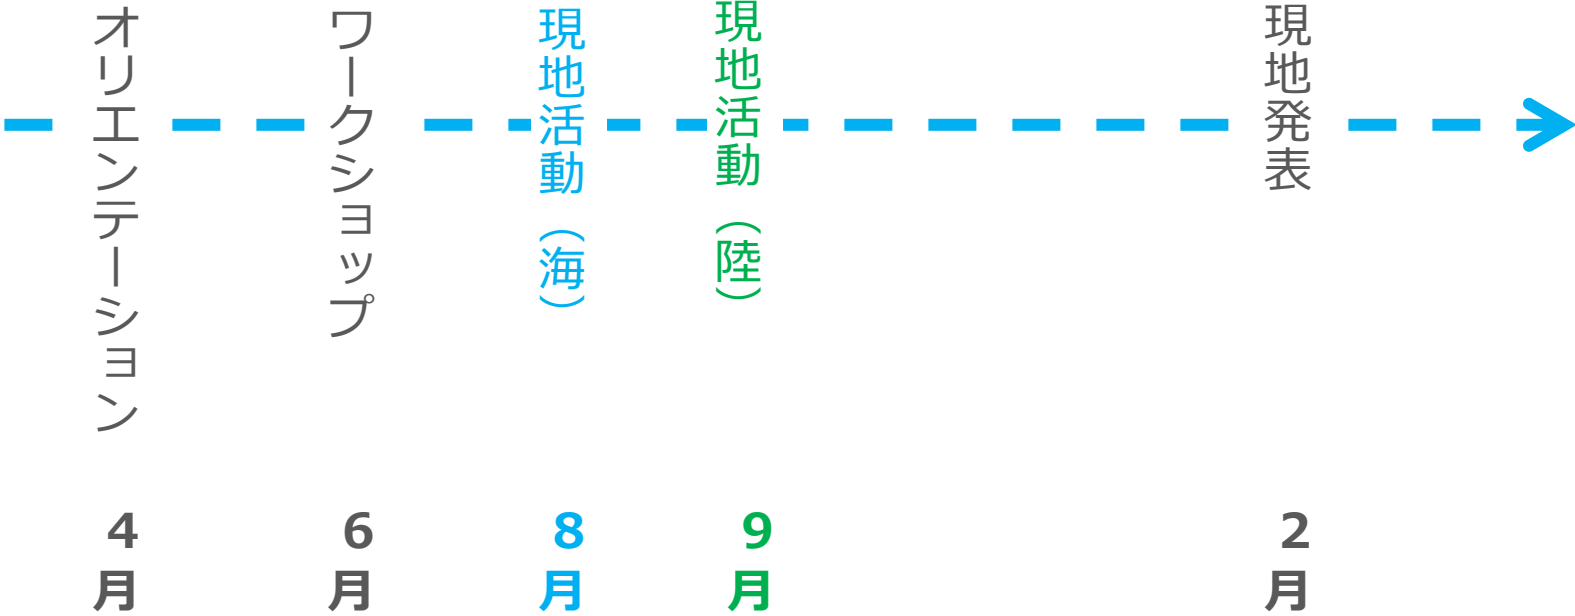 オリエンテーション
4月
ワークショップ
6月
現地活動（海）
8月
現地活動（陸）
9月
現地発表
2月